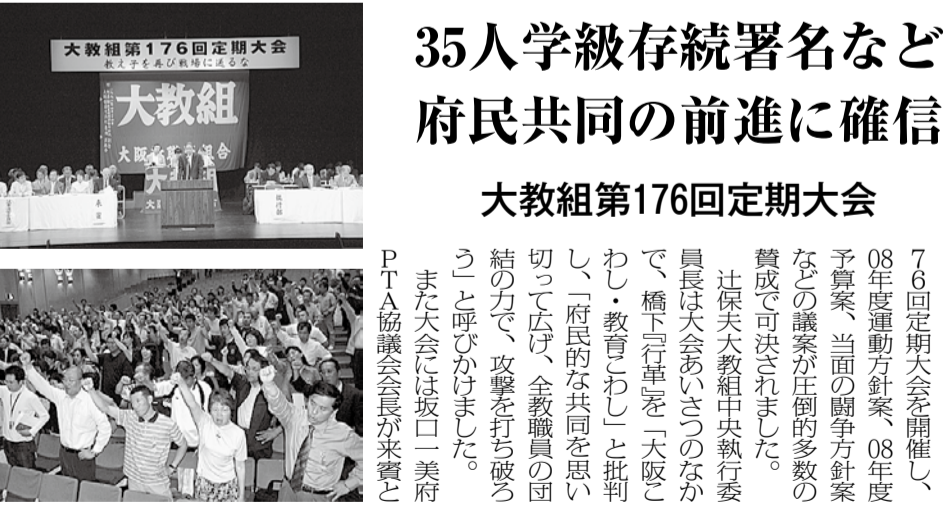 35人学級存続署名など
府民共同の前進に確信
大教組第176回定期大会
76回定期大会を開催し、
08年度運動方針案、08年度
予算案、当面の闘争方針案
などの議案が圧倒的多数の
賛成で可決されました。
辻保夫大教組中央執行委
員長は大会あいさつのなか
で、橋下『行革』を「大阪こ
わし・教育こわし」と批判
し、「府民的な共同を思い
切って広げ、全教職員の団
結の力で、攻撃を打ち破ろ
う」と呼びかけました。
また大会には坂口一美府
PTA協議会会長が来賓と
大教組第176回定期大会
教え子を再び戦場に送るな
大教組
来賓